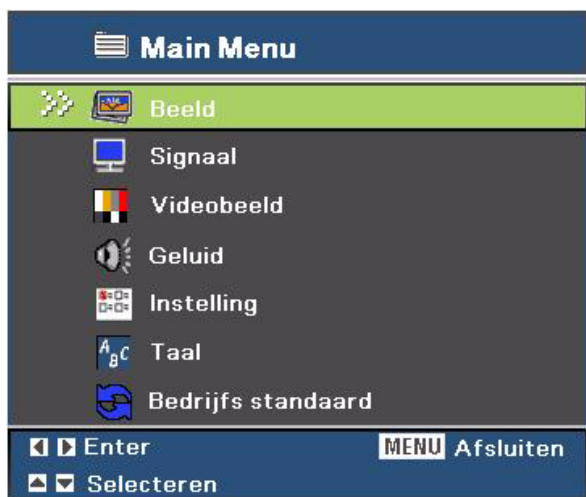 Main Menu
Beeld
Signaal
Videobeeld
Geluid
Instelling
A B C Taal
Bedrijfs standaard
Enter MENU Afsluiten
Selecteren